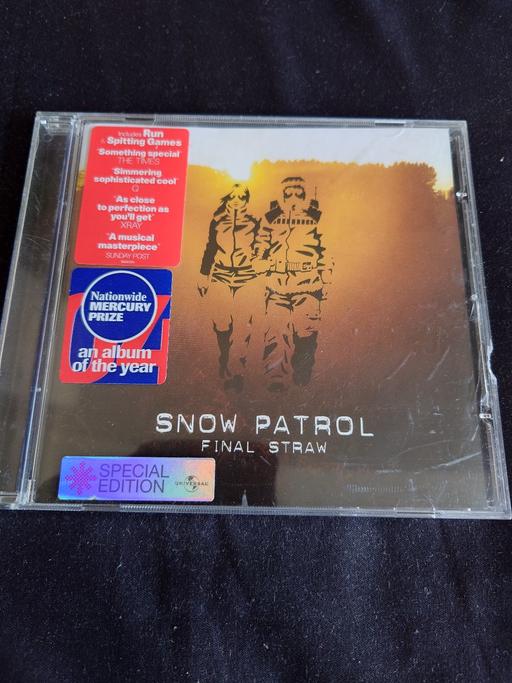 Includes Run
& Spitting Games
"Something special"
THE TIMES
"Simmering
sophisticated cool"
Q
"As close
to perfection as
you'll get"
XRAY
"A musical
masterpiece"
SUNDAY POST
Nationwide
MERCURY
PRIZE
an album
of the year
SNOW PATROL
FINAL STRAW
SPECIAL
EDITION
UNIVERSAL